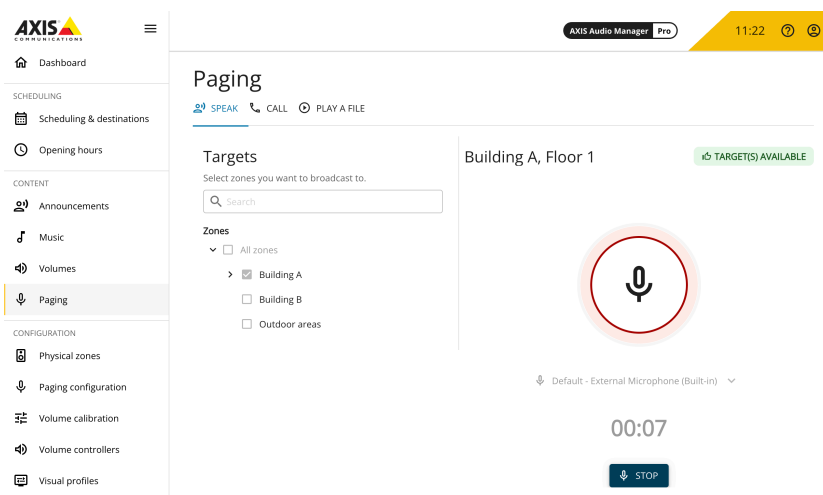 AXIS
COMMUNICATIONS
AXIS Audio Manager Pro
11:22
Dashboard
SCHEDULING
Scheduling & destinations
Opening hours
CONTENT
Announcements
Music
Volumes
Paging
CONFIGURATION
Physical zones
Paging configuration
Volume calibration
Volume controllers
Visual profiles
Paging
SPEAK CALL PLAY A FILE
Targets
Select zones you want to broadcast to.
Search
Zones
All zones
Building A
Building B
Outdoor areas
Building A, Floor 1
TARGET(S) AVAILABLE
Default - External Microphone (Built-in)
00:07
STOP